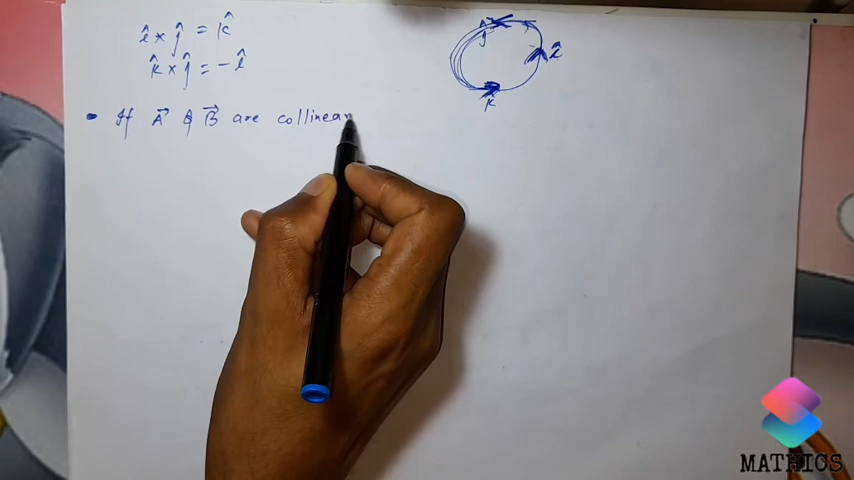 î × ĵ = k̂
k̂ × ĵ = -î
• If A⃗ & B⃗ are collinear
ĵ
î
k̂
MATHICS